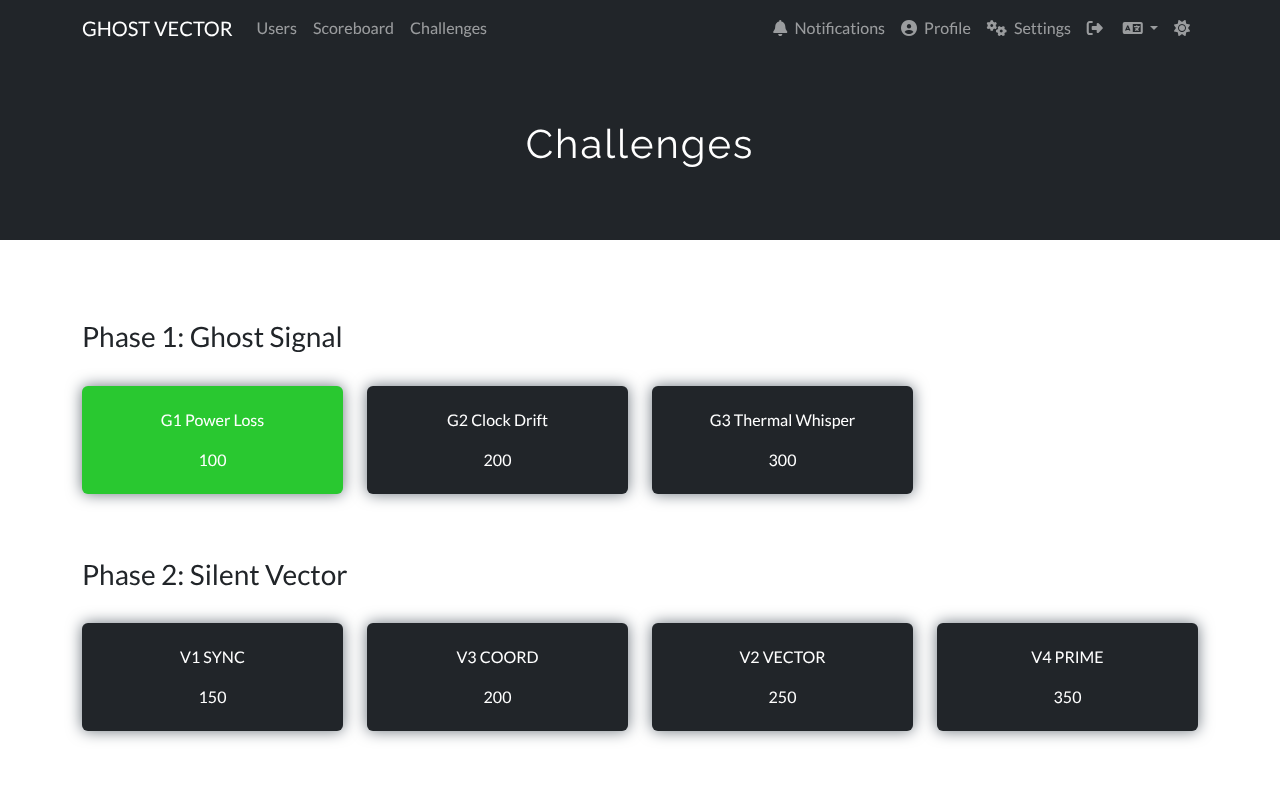 GHOST VECTOR Users Scoreboard Challenges Notifications Profile Settings
Challenges
Phase 1: Ghost Signal
G1 Power Loss
100
G2 Clock Drift
200
G3 Thermal Whisper
300
Phase 2: Silent Vector
V1 SYNC
150
V3 COORD
200
V2 VECTOR
250
V4 PRIME
350